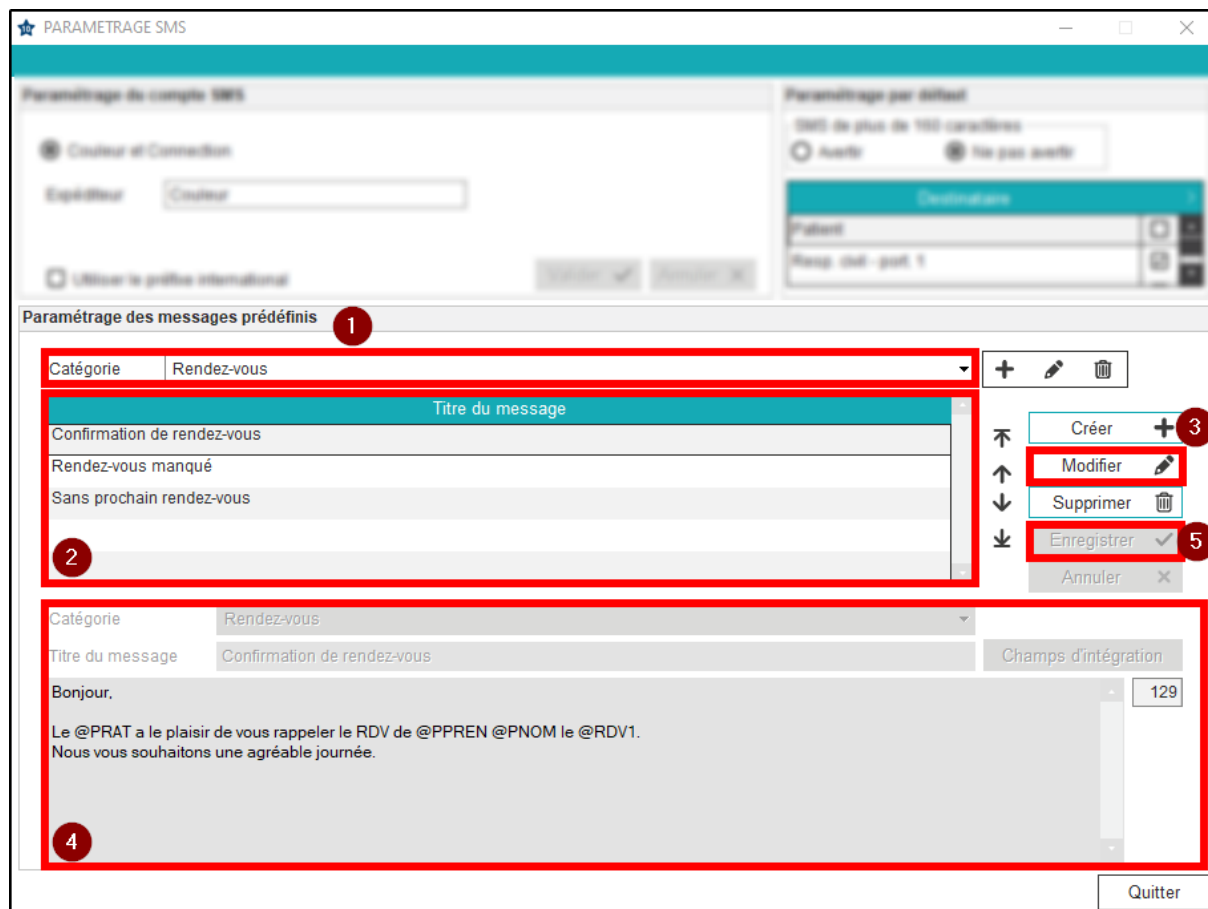 PARAMETRAGE SMS
Paramétrage du compte SMS
Paramétrage par défaut
SMS de plus de 160 caractères
Couleur et Connection
Avertir
Ne pas avertir
Expéditeur
Couleur
Destinataire
Patient
Resp. civil - port. 1
Utiliser le préfixe international
Valider
Annuler
Paramétrage des messages prédéfinis
1
Catégorie
Rendez-vous
Titre du message
Confirmation de rendez-vous
Créer
3
Rendez-vous manqué
Modifier
Sans prochain rendez-vous
Supprimer
2
Enregistrer
5
Annuler
Catégorie
Rendez-vous
Titre du message
Confirmation de rendez-vous
Champs d'intégration
Bonjour,
129
Le @PRAT a le plaisir de vous rappeler le RDV de @PPREN @PNOM le @RDV1.
Nous vous souhaitons une agréable journée.
4
Quitter